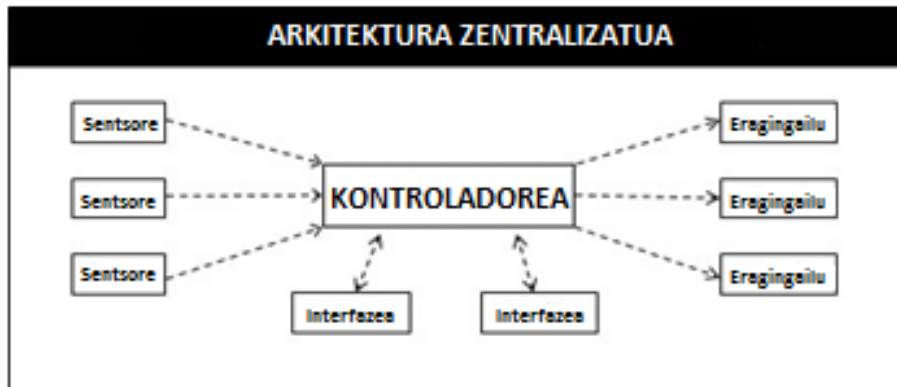 ARKITEKTURA ZENTRALIZATUA
Sentsore
Eragingailu
Sentsore
KONTROLADOREA
Eragingailu
Sentsore
Eragingailu
Interfazea
Interfazea